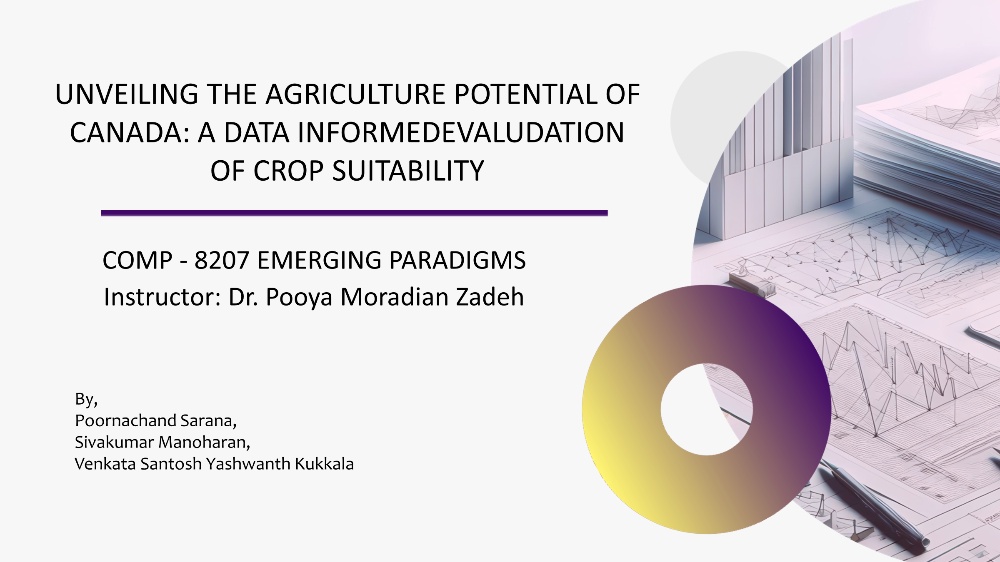 UNVEILING THE AGRICULTURE POTENTIAL OF
CANADA: A DATA INFORMEDEVALUDATION
OF CROP SUITABILITY
COMP - 8207 EMERGING PARADIGMS
Instructor: Dr. Pooya Moradian Zadeh
By,
Poornachand Sarana,
Sivakumar Manoharan,
Venkata Santosh Yashwanth Kukkala